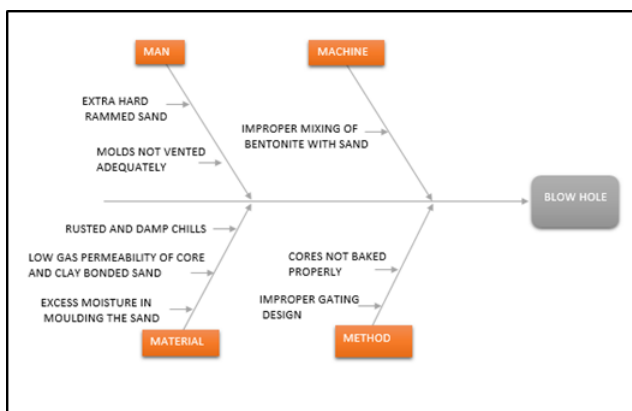 MAN
MACHINE
EXTRA HARD
RAMMED SAND
IMPROPER MIXING OF
BENTONITE WITH SAND
MOLDS NOT VENTED
ADEQUATELY
BLOW HOLE
RUSTED AND DAMP CHILLS
LOW GAS PERMEABILITY OF CORE
AND CLAY BONDED SAND
CORES NOT BAKED
PROPERLY
EXCESS MOISTURE IN
MOULDING THE SAND
IMPROPER GATING
DESIGN
MATERIAL
METHOD